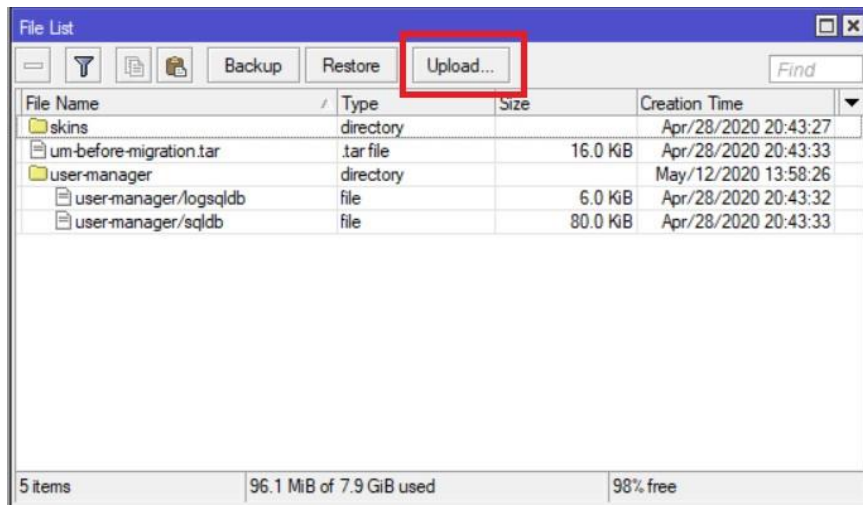 File List
Backup Restore Upload... Find
File Name / Type Size Creation Time
skins directory Apr/28/2020 20:43:27
um-before-migration.tar .tar file 16.0 KiB Apr/28/2020 20:43:33
user-manager directory May/12/2020 13:58:26
user-manager/logsqldb file 6.0 KiB Apr/28/2020 20:43:32
user-manager/sqldb file 80.0 KiB Apr/28/2020 20:43:33
5 items 96.1 MiB of 7.9 GiB used 98% free